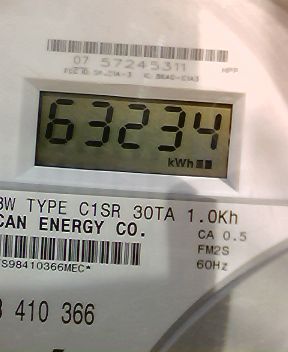 07 57245311
63234
kWh
3W TYPE C1SR 30TA 1.0Kh
CAN ENERGY CO.
CA 0.5
FM2S
S98410366MEC*
60Hz
410 366